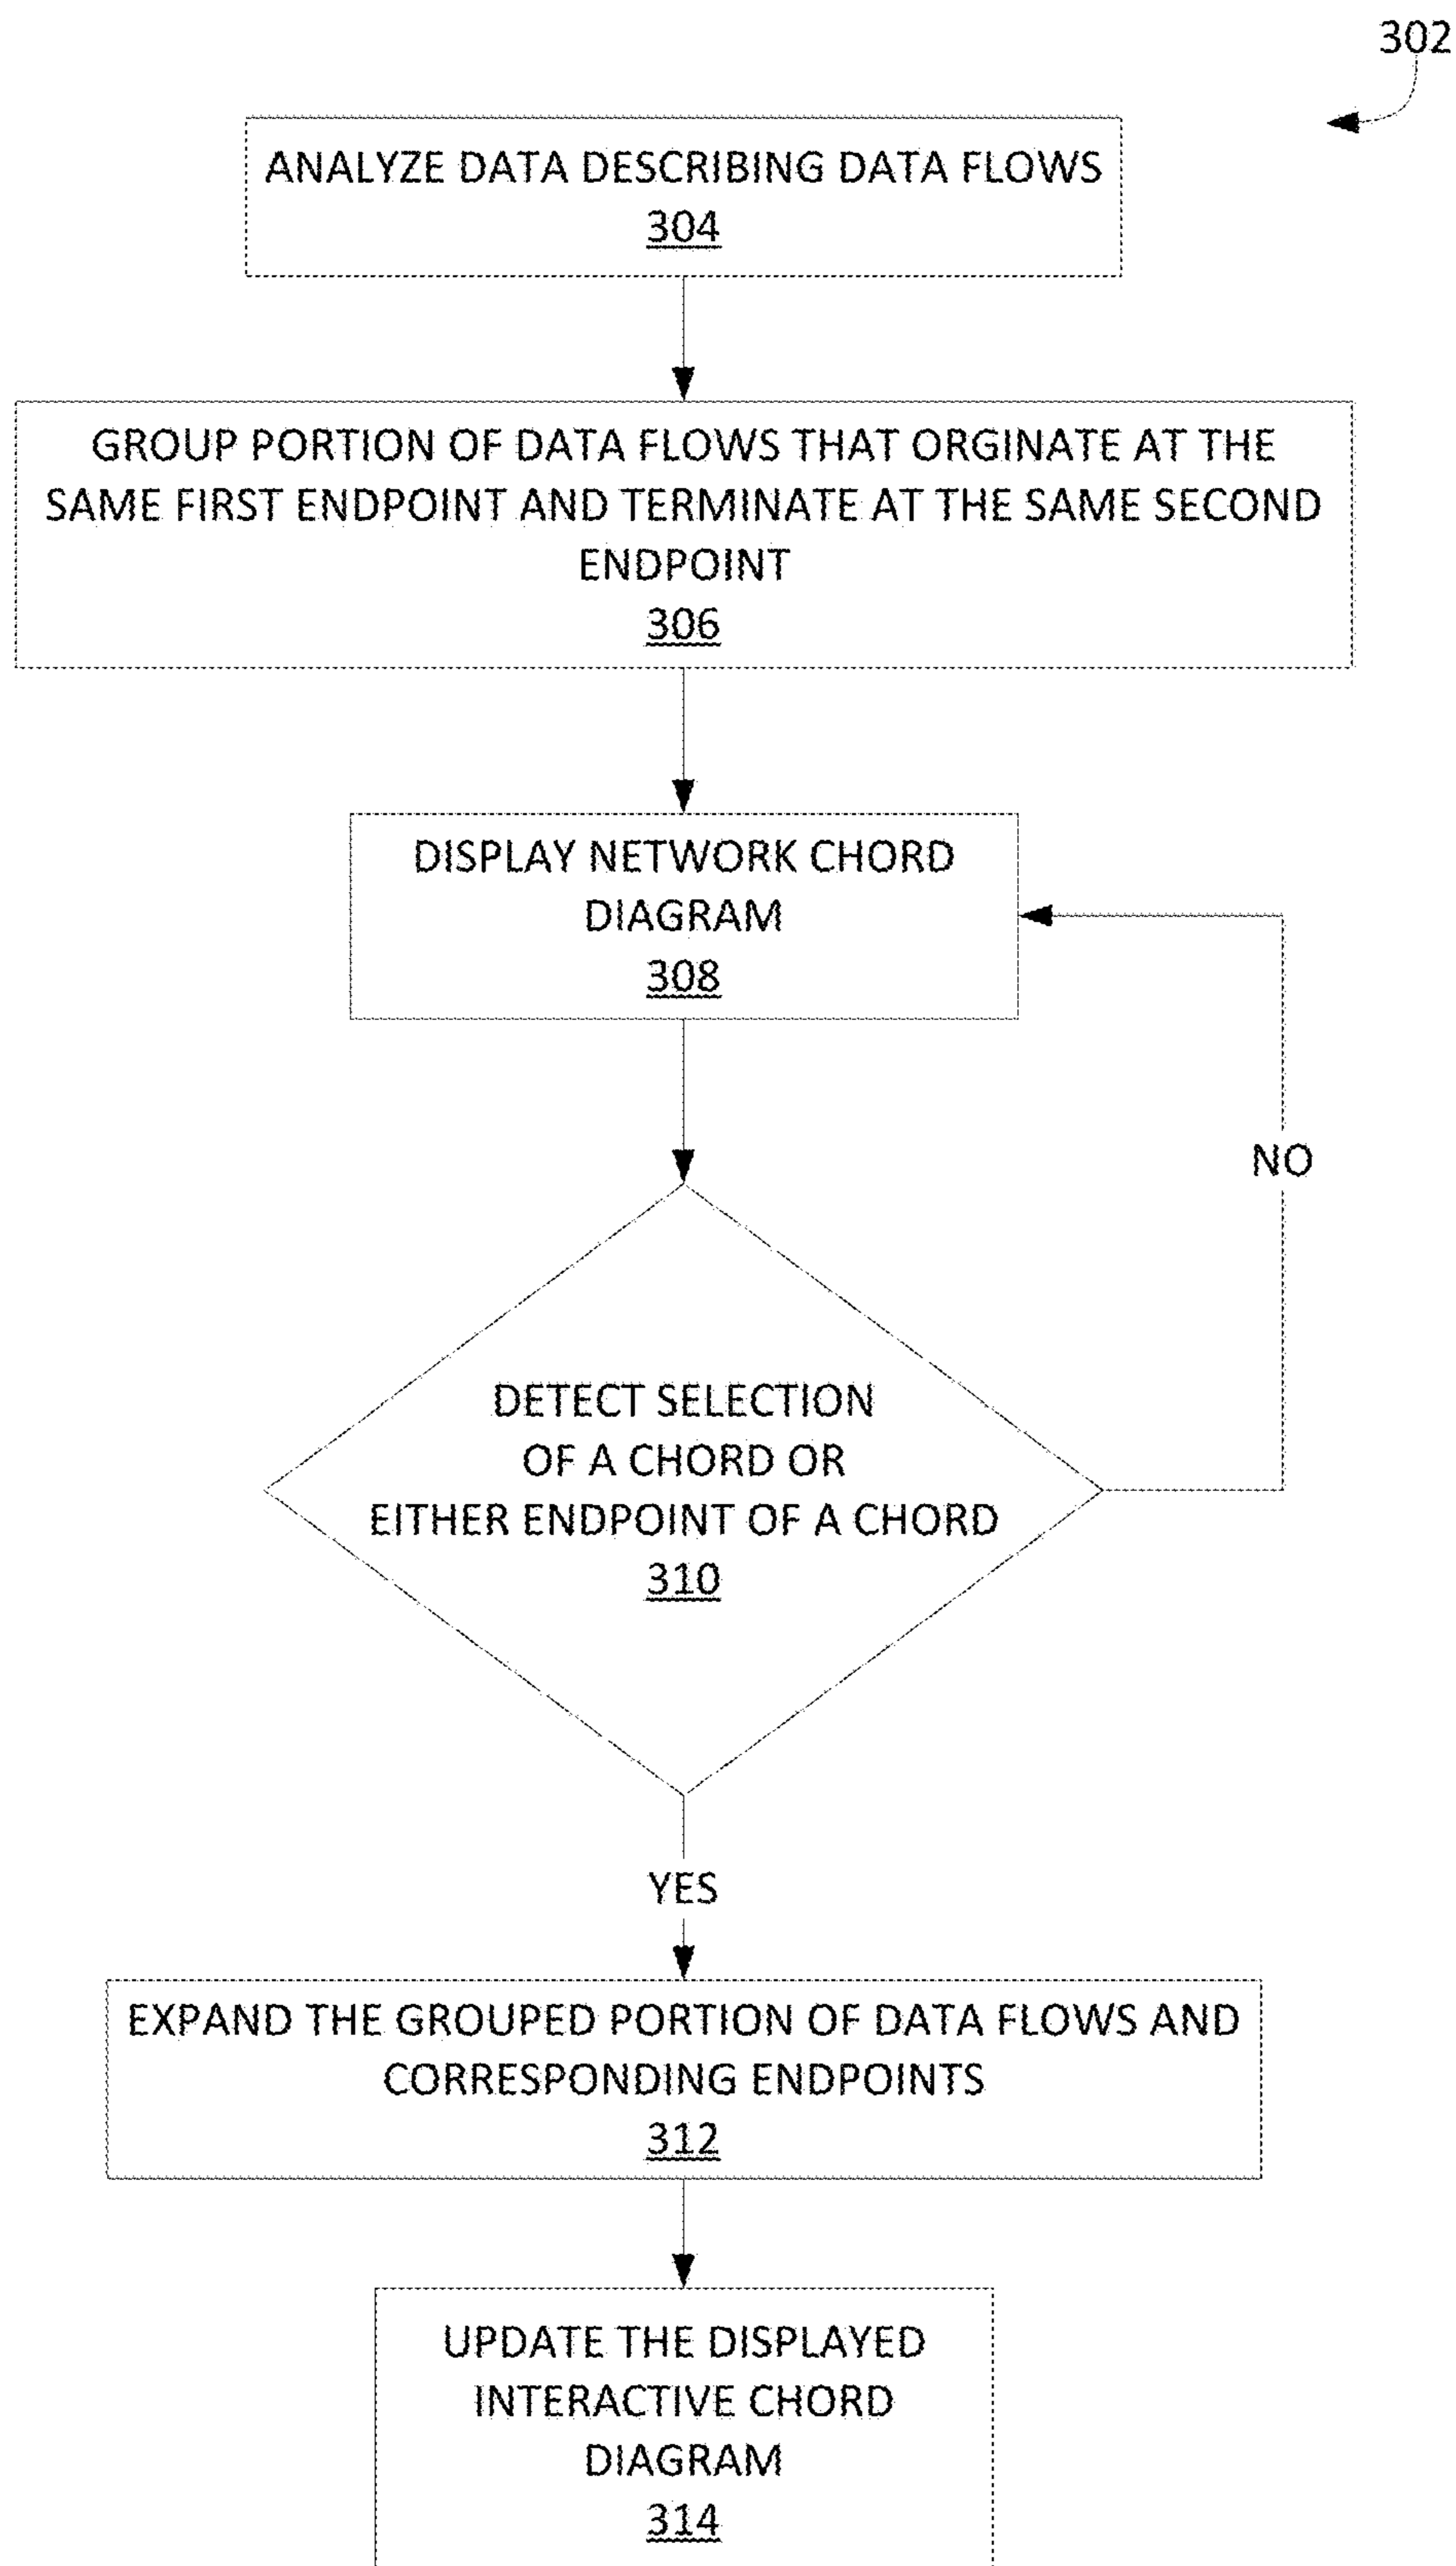 302
ANALYZE DATA DESCRIBING DATA FLOWS
304
GROUP PORTION OF DATA FLOWS THAT ORGINATE AT THE
SAME FIRST ENDPOINT AND TERMINATE AT THE SAME SECOND
ENDPOINT
306
DISPLAY NETWORK CHORD
DIAGRAM
308
NO
DETECT SELECTION
OF A CHORD OR
EITHER ENDPOINT OF A CHORD
310
YES
EXPAND THE GROUPED PORTION OF DATA FLOWS AND
CORRESPONDING ENDPOINTS
312
UPDATE THE DISPLAYED
INTERACTIVE CHORD
DIAGRAM
314